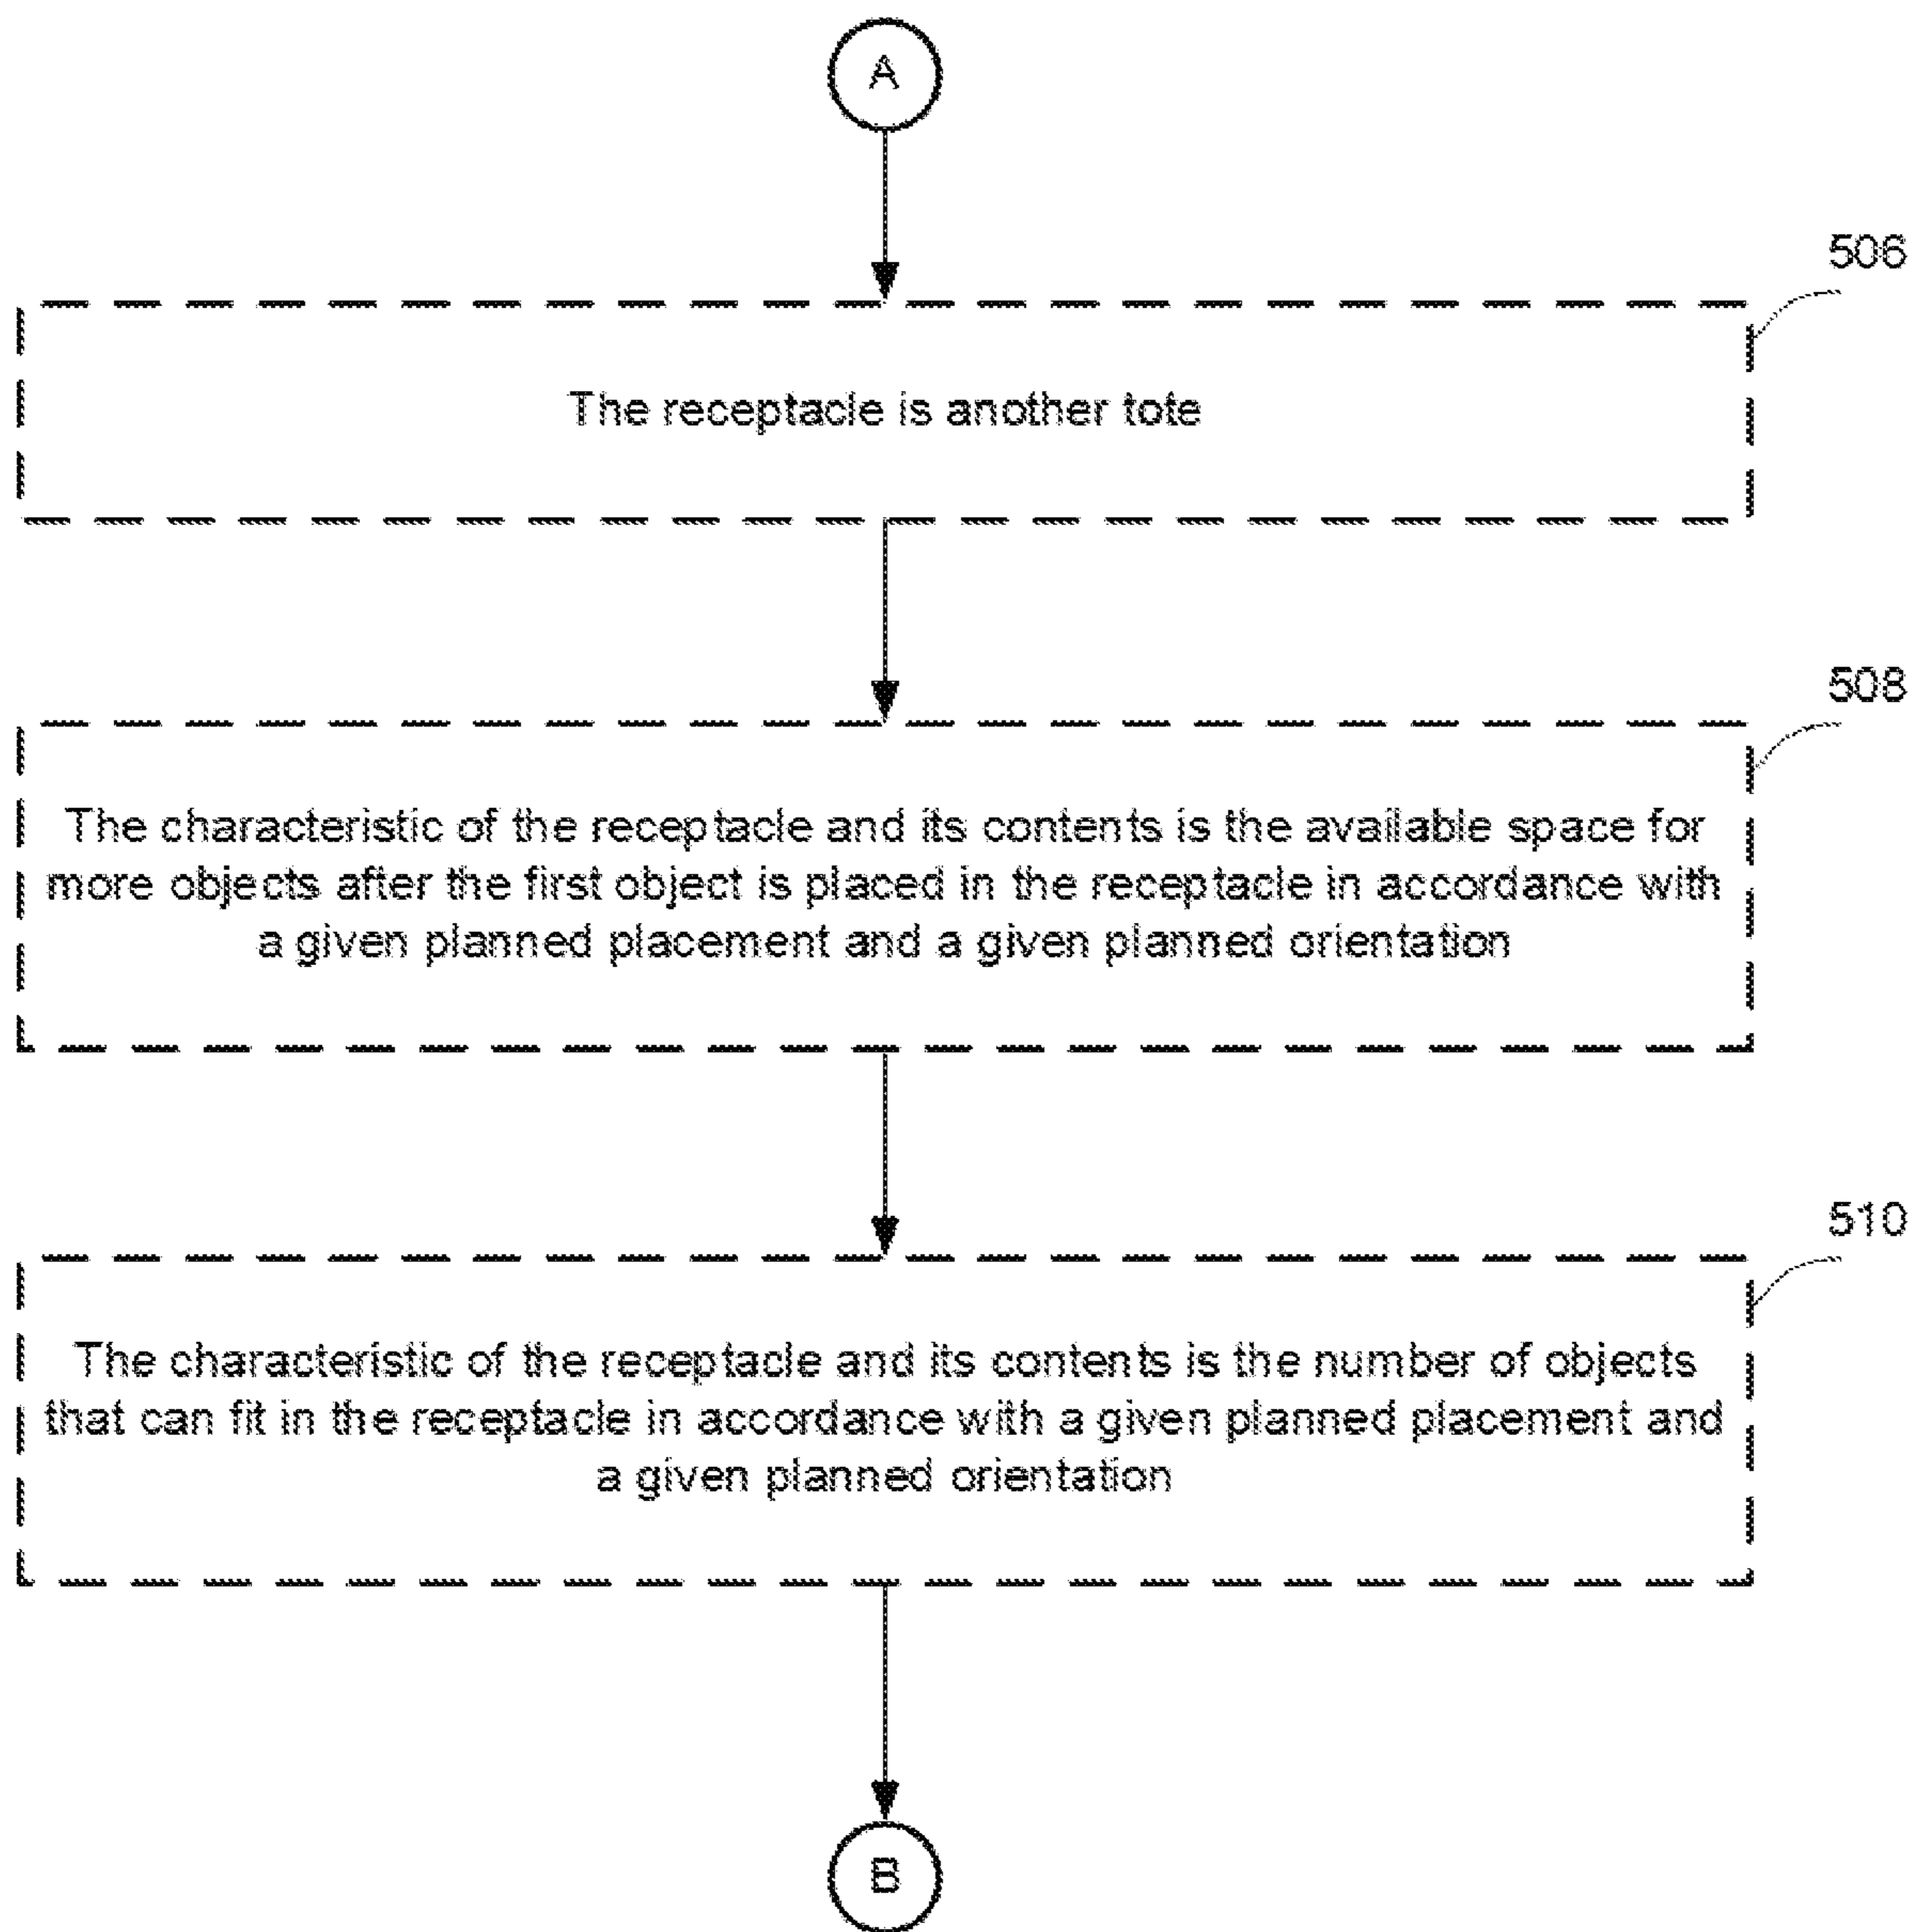 A
506
The receptacle is another tote
508
The characteristic of the receptacle and its contents is the available space for
more objects after the first object is placed in the receptacle in accordance with
a given planned placement and a given planned orientation
510
The characteristic of the receptacle and its contents is the number of objects
that can fit in the receptacle in accordance with a given planned placement and
a given planned orientation
B